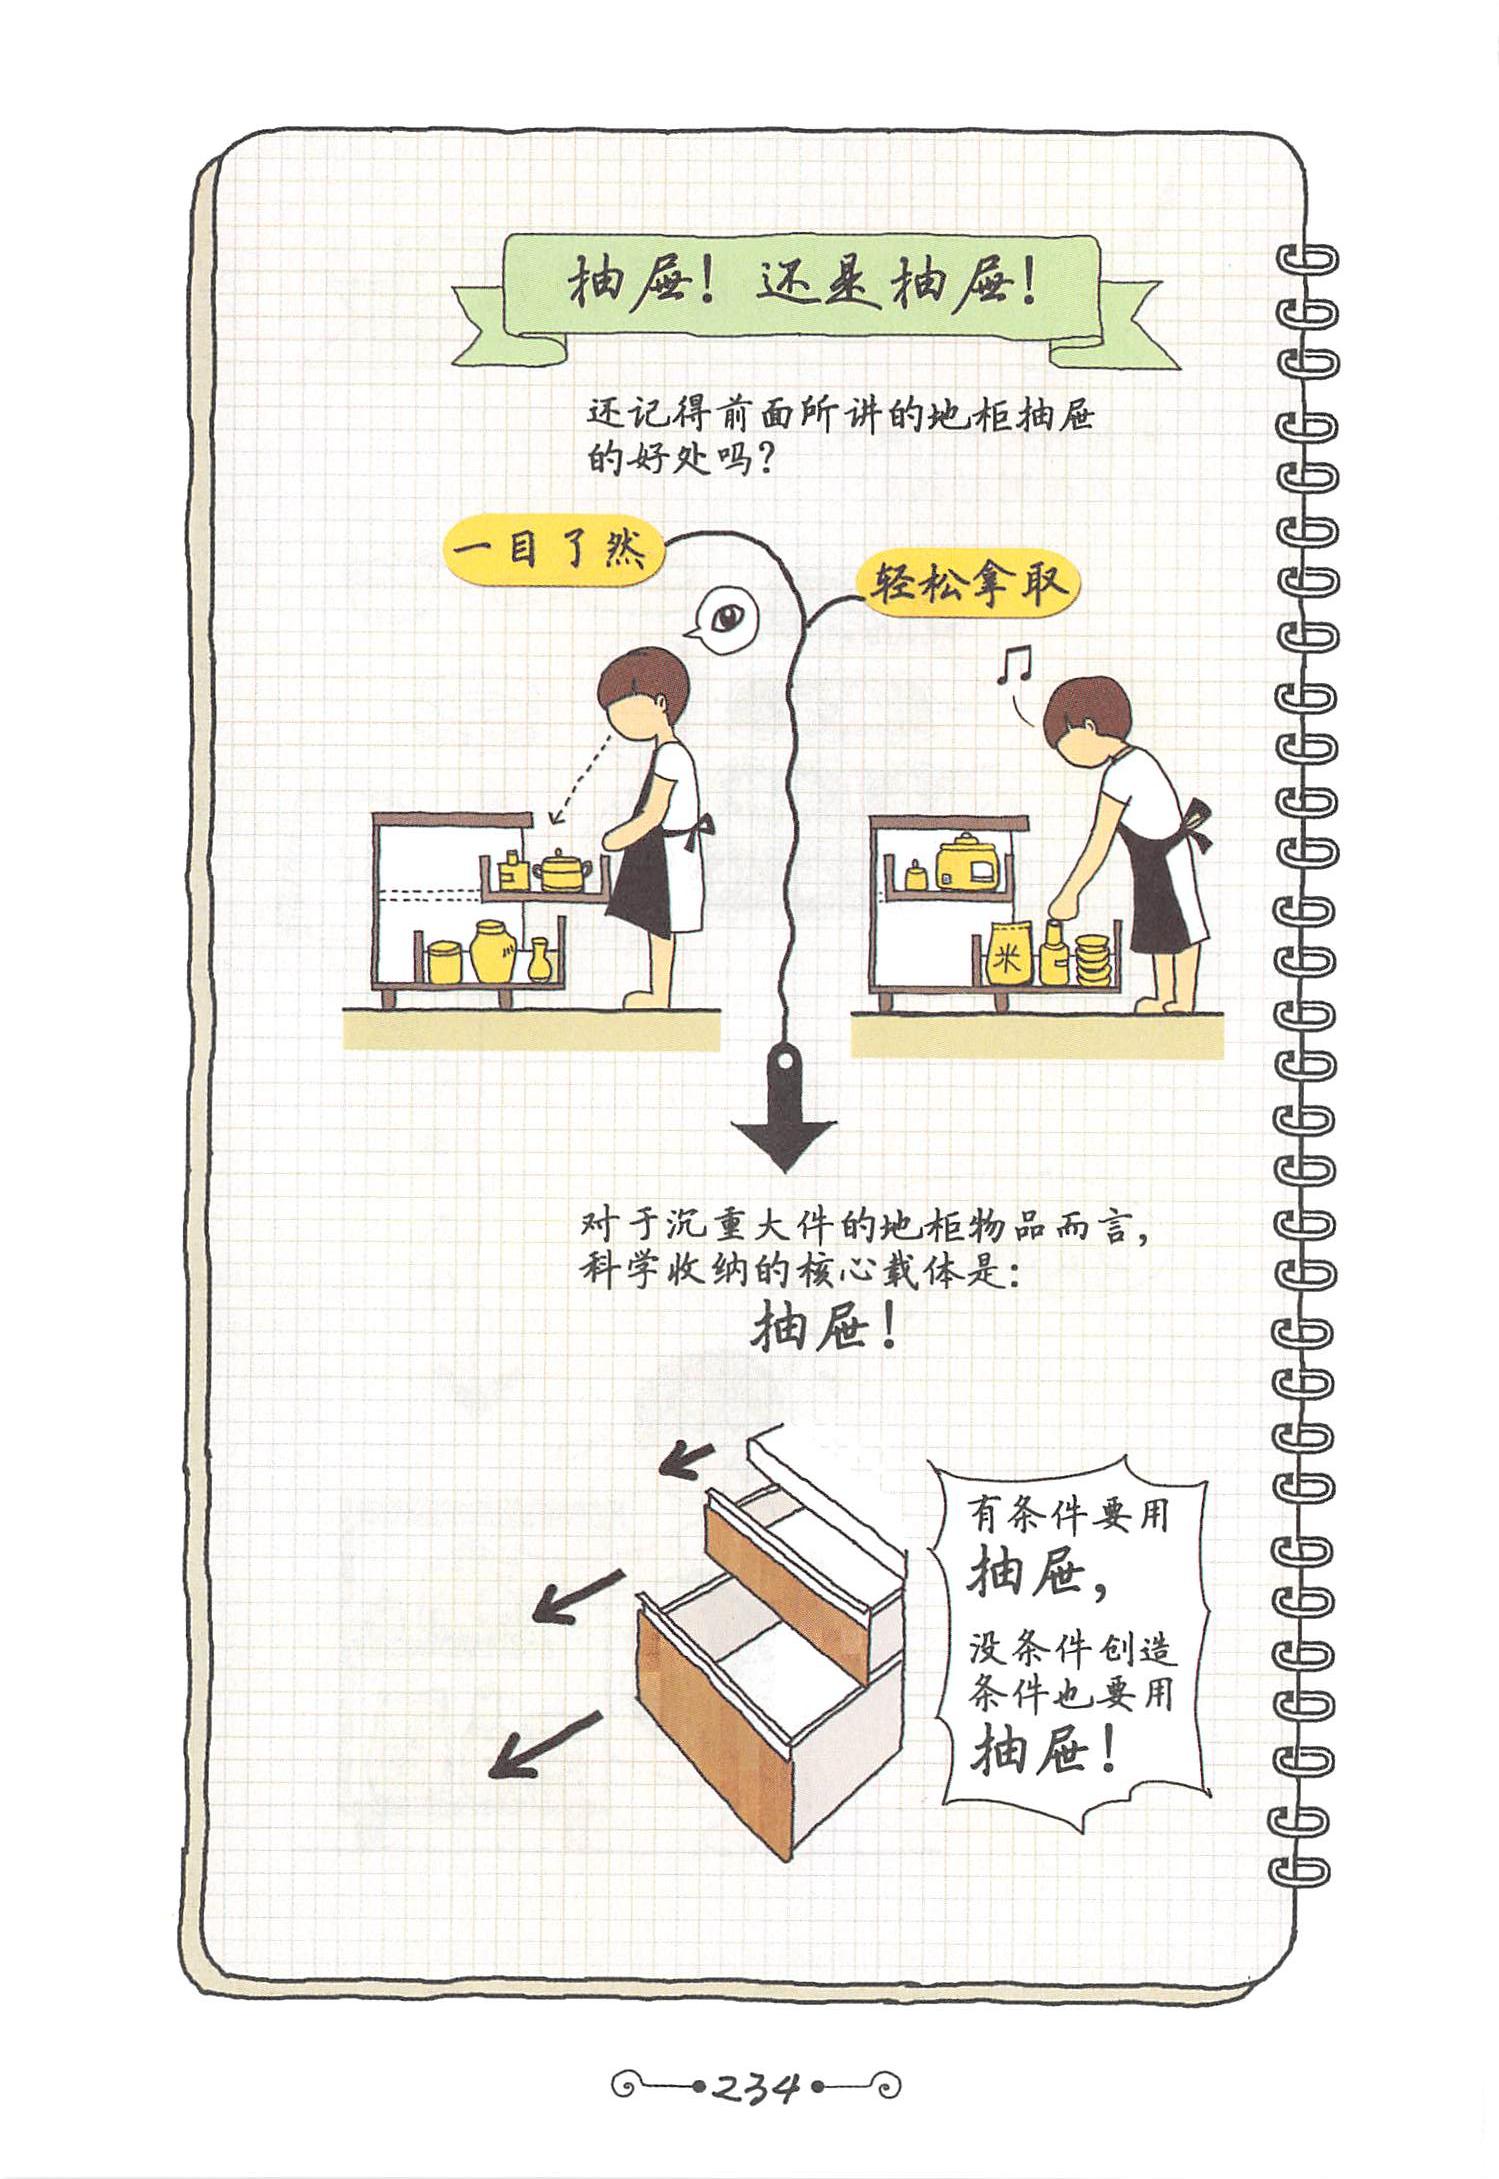 抽屉！还是抽屉！
还记得前面所讲的地柜抽屉
的好处吗？
一目了然
轻松拿取
米
对于沉重大件的地柜物品而言，
科学收纳的核心载体是：
抽屉！
有条件要用
抽屉，
没条件创造
条件也要用
抽屉！
234